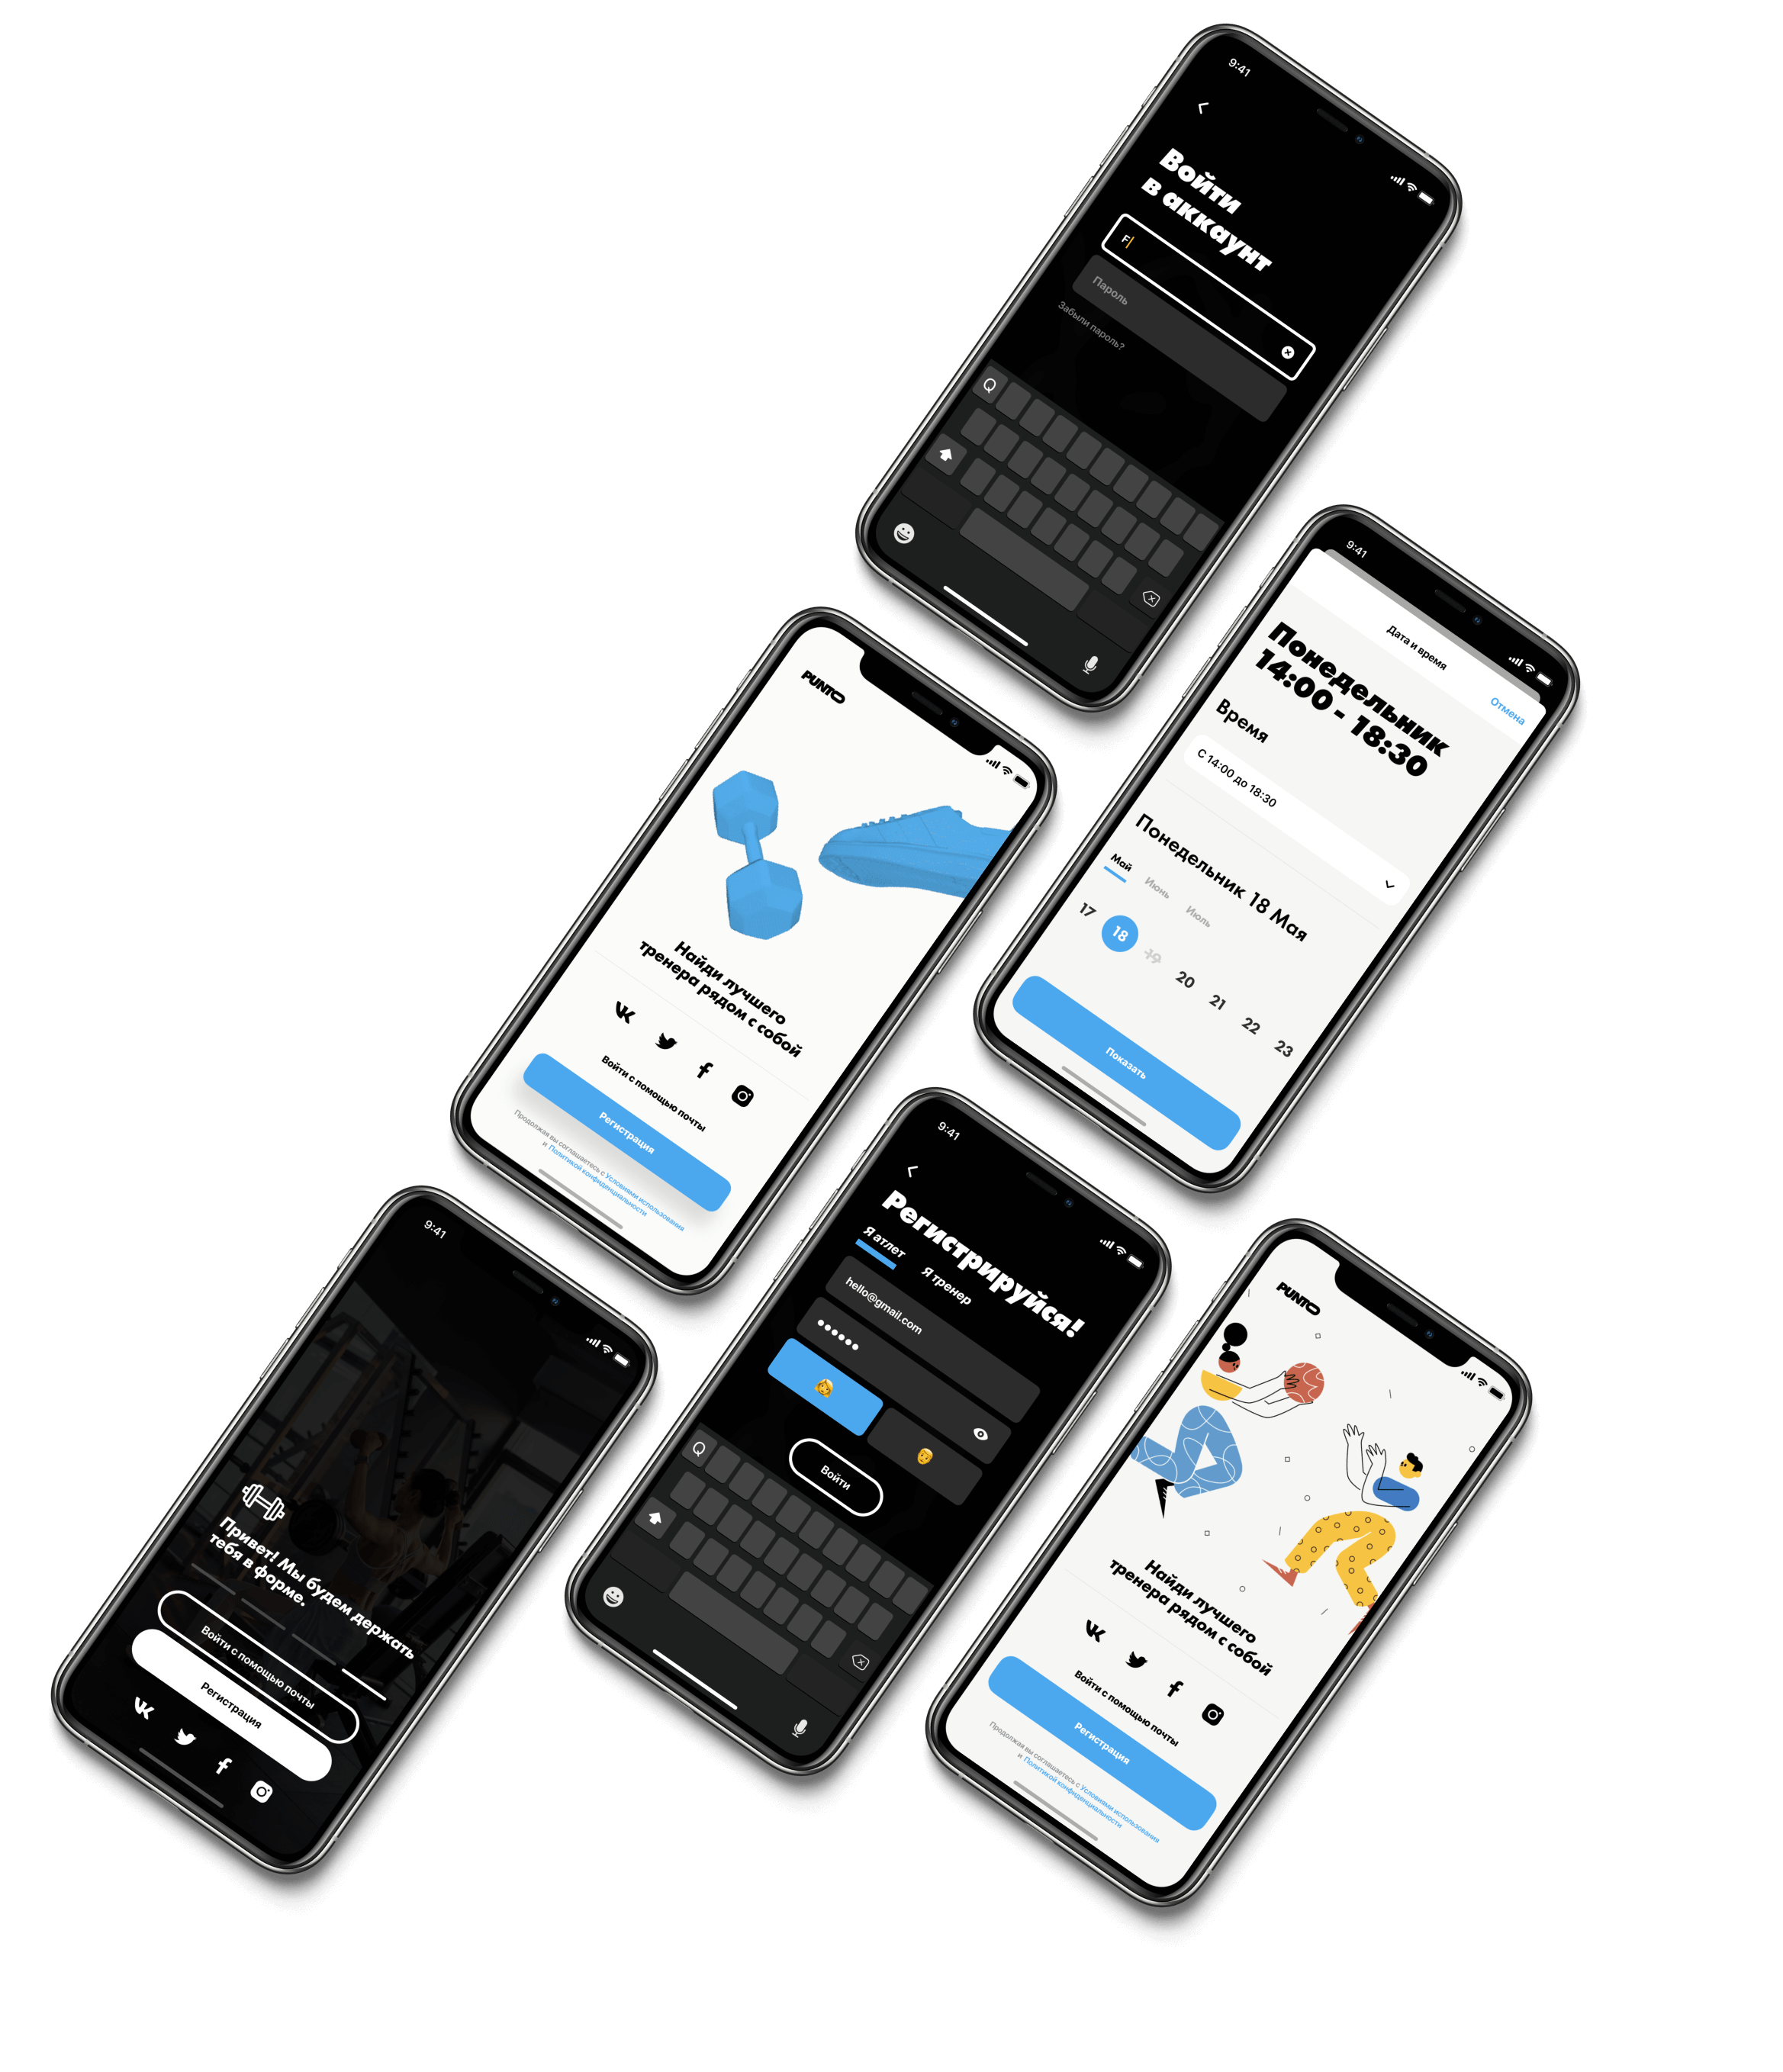 9:41
Войти
в аккаунт
F
Пароль
Забыли пароль?
Q
9:41
Дата и время
Отмена
Понедельник
14:00 - 18:30
Время
С 14:00 до 18:30
Понедельник 18 Мая
Май Июнь Июль
17 18 19 20 21 22 23
Показать
PUNTO
Найди лучшего
тренера рядом с собой
Войти с помощью почты
Регистрация
Продолжая вы соглашаетесь с Условиями использования
и Политикой конфиденциальности
9:41
Регистрируйся!
Я атлет Я тренер
hello@gmail.com
Войти
Q
9:41
Привет! Мы будем держать
тебя в форме.
Войти с помощью почты
Регистрация
PUNTO
Найди лучшего
тренера рядом с собой
Войти с помощью почты
Регистрация
Продолжая вы соглашаетесь с Условиями использования
и Политикой конфиденциальности